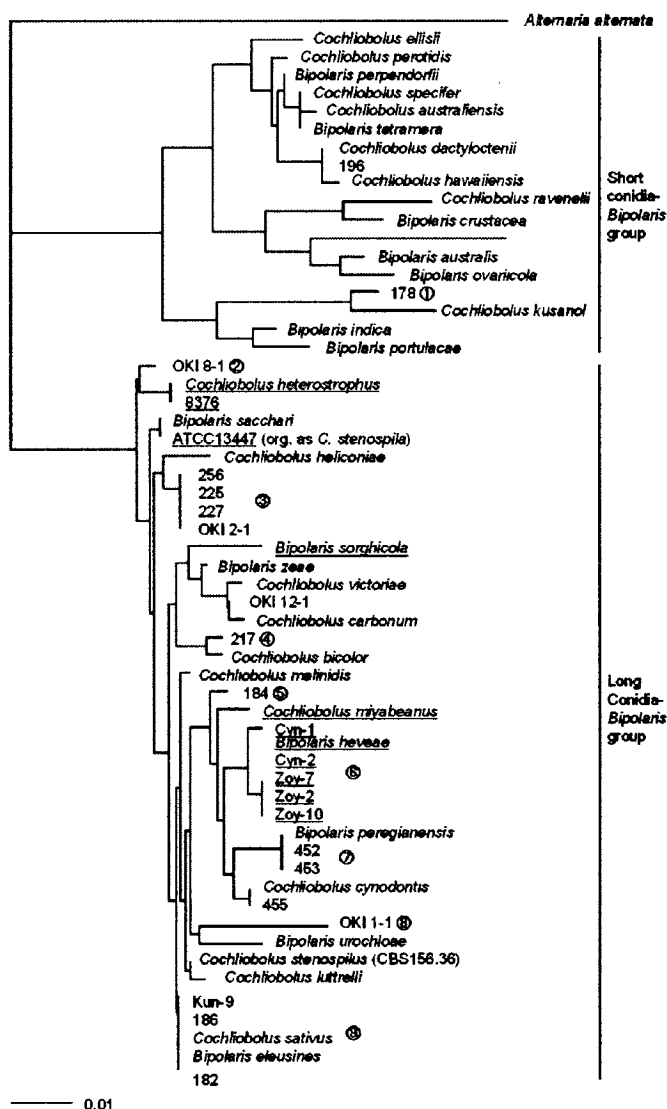 Alternaria alternata
Cochliobolus ellisii
Cochliobolus perotidis
Bipolaris perpendorfii
Cochliobolus specifer
Cochliobolus australiensis
Bipolaris tetramera
Cochliobolus dactyloctenii
196
Cochliobolus hawaiiensis
Cochliobolus ravenelii
Bipolaris crustacea
Bipolaris australis
Bipolaris ovariicola
178 ①
Cochliobolus kusanoi
Bipolaris indica
Bipolaris portulacae
Short
conidia-
Bipolaris
group
OKI 8-1 ②
Cochliobolus heterostrophus
8376
Bipolaris sacchari
ATCC13447 (org. as C. stenospila)
Cochliobolus heliconiae
256
225
227
③
OKI 2-1
Bipolaris sorghicola
Bipolaris zeae
Cochliobolus victoriae
OKI 12-1
Cochliobolus carbonum
217 ④
Cochliobolus bicolor
Cochliobolus melinidis
184 ⑤
Cochliobolus miyabeanus
Cyn-1
Bipolaris heveae
Cyn-2
Zoy-7
⑥
Zoy-2
Zoy-10
Bipolaris peregianensis
452
⑦
453
Cochliobolus cynodontis
455
OKI 1-1 ⑧
Bipolaris urochloae
Cochliobolus stenospilus (CBS156.36)
Cochliobolus luttrelli
Kun-9
186
Cochliobolus sativus
Bipolaris eleusines
182
Long
Conidia-
Bipolaris
group
0.01